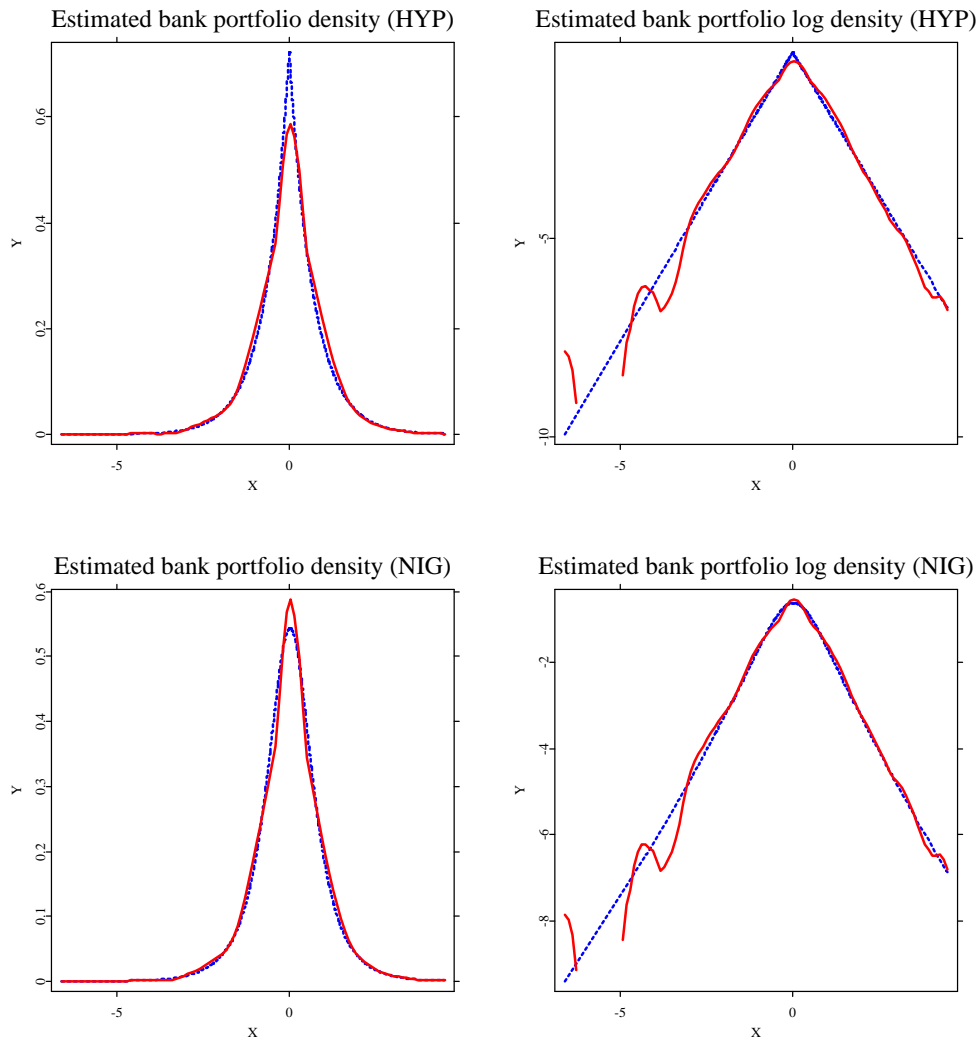 Estimated bank portfolio density (HYP)
Estimated bank portfolio log density (HYP)
0.6
0.4
0.2
0
Y
-5
0
X
-5
-10
Y
-5
0
X
Estimated bank portfolio density (NIG)
Estimated bank portfolio log density (NIG)
0.6
0.5
0.4
0.3
0.2
0.1
0
Y
-5
0
X
-2
-4
-6
-8
Y
-5
0
X